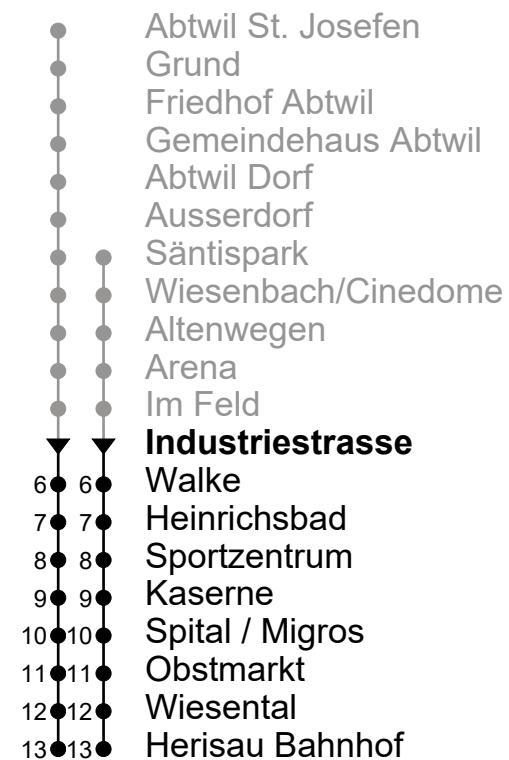 Abtwil St. Josefen
Grund
Friedhof Abtwil
Gemeindehaus Abtwil
Abtwil Dorf
Ausserdorf
Säntispark
Wiesenbach/Cinedome
Altenwegen
Arena
Im Feld
Industriestrasse
6 6 Walke
7 7 Heinrichsbad
8 8 Sportzentrum
9 9 Kaserne
10 10 Spital / Migros
11 11 Obstmarkt
12 12 Wiesental
13 13 Herisau Bahnhof